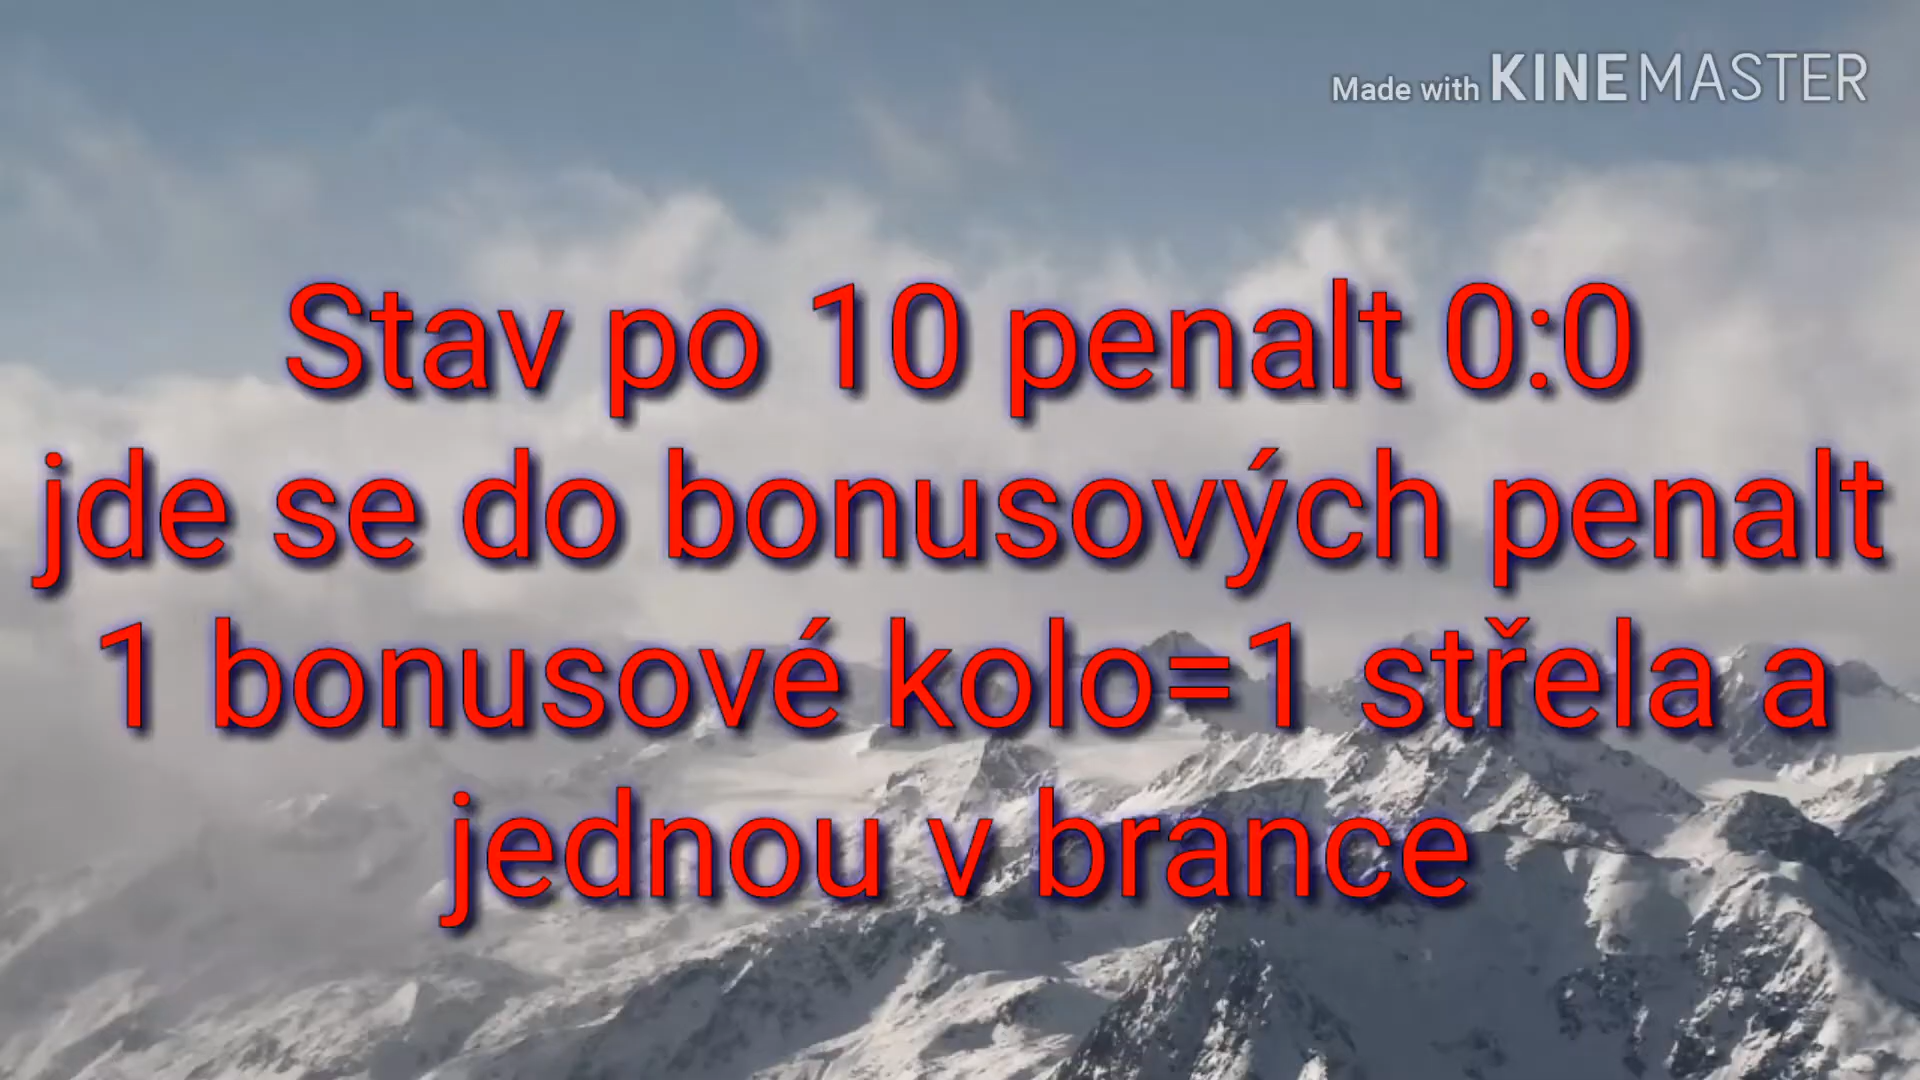 Made with KINEMASTER
Stav po 10 penalt 0:0
jde se do bonusových penalt
1 bonusové kolo=1 střela a
jednou v brance